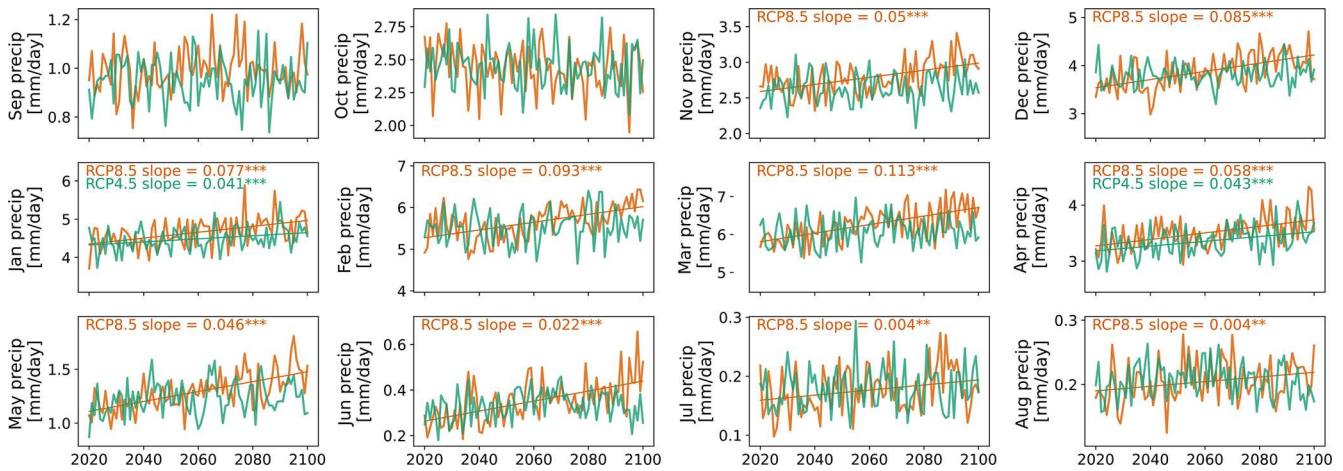 Sep precip
[mm/day]
1.2
1.0
0.8
Oct precip
[mm/day]
2.75
2.50
2.25
2.00
Nov precip
[mm/day]
3.5
3.0
2.5
2.0
RCP8.5 slope = 0.05***
Dec precip
[mm/day]
5
4
3
RCP8.5 slope = 0.085***
Jan precip
[mm/day]
6
5
4
RCP8.5 slope = 0.077***
RCP4.5 slope = 0.041***
Feb precip
[mm/day]
7
6
5
4
RCP8.5 slope = 0.093***
Mar precip
[mm/day]
7
6
5
RCP8.5 slope = 0.113***
Apr precip
[mm/day]
4
3
RCP8.5 slope = 0.058***
RCP4.5 slope = 0.043***
May precip
[mm/day]
1.5
1.0
RCP8.5 slope = 0.046***
2020 2040 2060 2080 2100
Jun precip
[mm/day]
0.6
0.4
0.2
RCP8.5 slope = 0.022***
2020 2040 2060 2080 2100
Jul precip
[mm/day]
0.3
0.2
0.1
RCP8.5 slope = 0.004**
2020 2040 2060 2080 2100
Aug precip
[mm/day]
0.3
0.2
RCP8.5 slope = 0.004**
2020 2040 2060 2080 2100